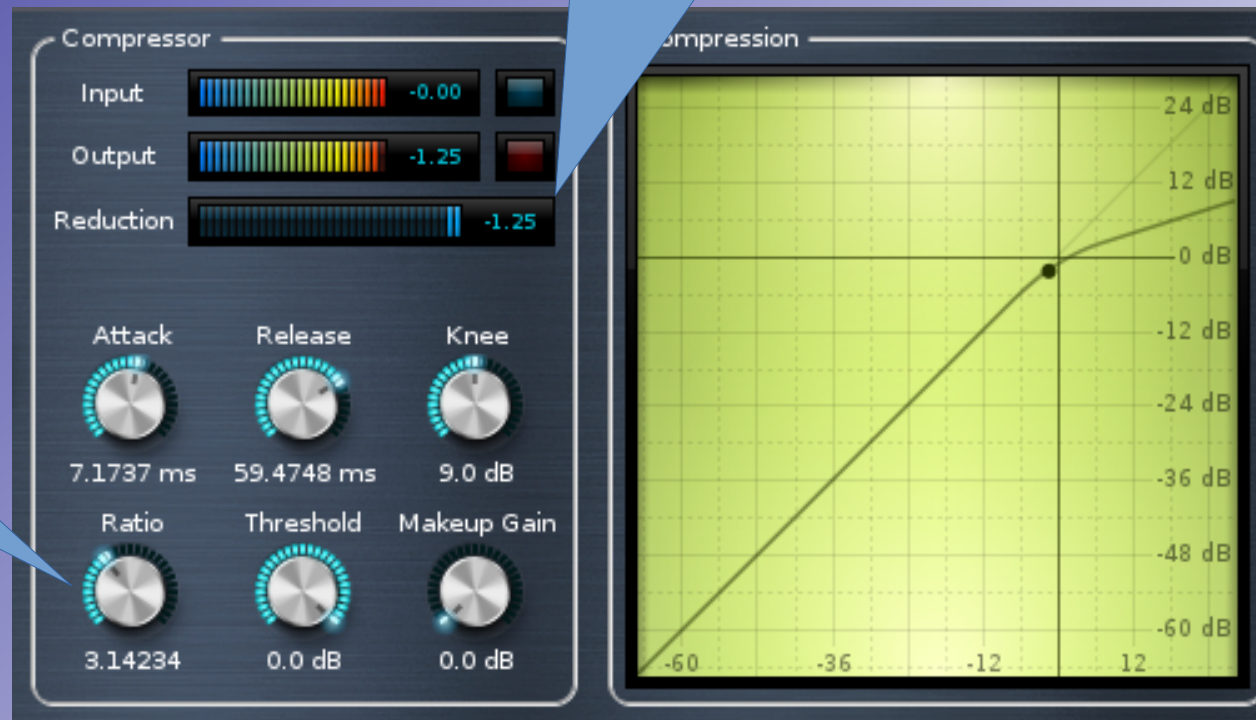 Compressor
Input -0.00
Output -1.25
Reduction -1.25
Attack Release Knee
7.1737 ms 59.4748 ms 9.0 dB
Ratio Threshold Makeup Gain
3.14234 0.0 dB 0.0 dB
ompression
24 dB
12 dB
0 dB
-12 dB
-24 dB
-36 dB
-48 dB
-60 dB
-60 -36 -12 12